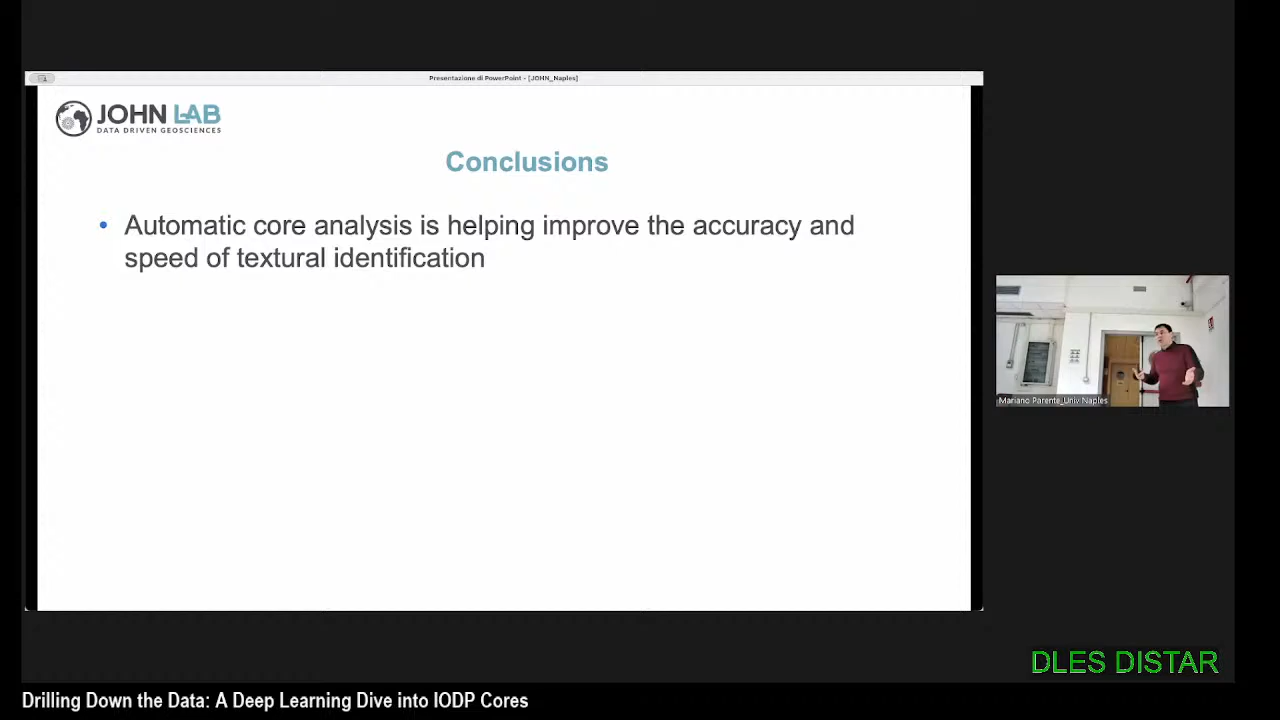 Presentazione di PowerPoint - [JOHN_Naples]
JOHN LAB
DATA DRIVEN GEOSCIENCES
Conclusions
• Automatic core analysis is helping improve the accuracy and
speed of textural identification
Mariano Parente_Univ Naples
DLES DISTAR
Drilling Down the Data: A Deep Learning Dive into IODP Cores